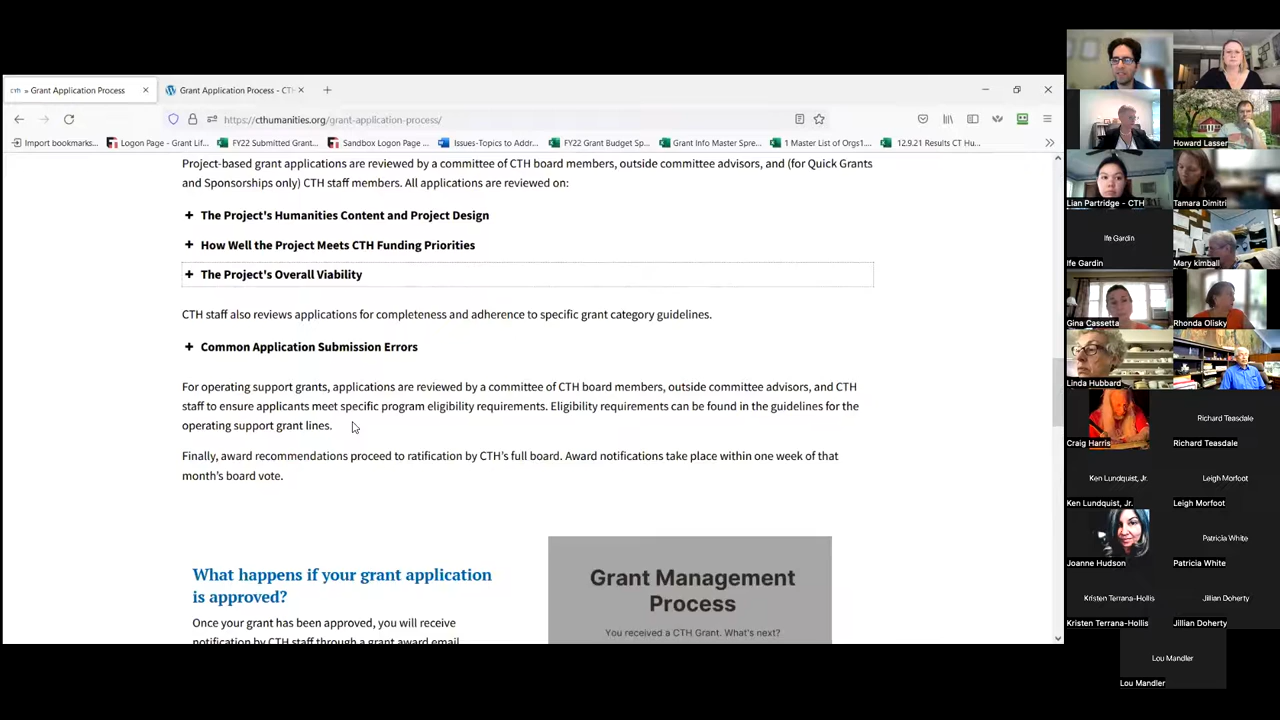 cth » Grant Application Process
Grant Application Process - CTH
https://cthumanities.org/grant-application-process/
Import bookmarks...
Logon Page - Grant Lif...
FY22 Submitted Grant...
Sandbox Logon Page ...
Issues-Topics to Addr...
FY22 Grant Budget Sp...
Grant Info Master Spre...
1 Master List of Orgs1...
12.9.21 Results CT Hu...
Project-based grant applications are reviewed by a committee of CTH board members, outside committee advisors, and (for Quick Grants
and Sponsorships only) CTH staff members. All applications are reviewed on:
+ The Project's Humanities Content and Project Design
+ How Well the Project Meets CTH Funding Priorities
+ The Project's Overall Viability
CTH staff also reviews applications for completeness and adherence to specific grant category guidelines.
+ Common Application Submission Errors
For operating support grants, applications are reviewed by a committee of CTH board members, outside committee advisors, and CTH
staff to ensure applicants meet specific program eligibility requirements. Eligibility requirements can be found in the guidelines for the
operating support grant lines.
Finally, award recommendations proceed to ratification by CTH's full board. Award notifications take place within one week of that
month's board vote.
What happens if your grant application
is approved?
Once your grant has been approved, you will receive
notification by CTH staff through a grant award email
Grant Management
Process
You received a CTH Grant. What's next?
Howard Lasser
Lian Partridge - CTH
Tamara Dimitri
Ife Gardin
Ife Gardin
Mary kimball
Gina Cassetta
Rhonda Olisky
Linda Hubbard
Craig Harris
Richard Teasdale
Richard Teasdale
Ken Lundquist, Jr.
Ken Lundquist, Jr.
Leigh Morfoot
Leigh Morfoot
Joanne Hudson
Patricia White
Patricia White
Kristen Terrana-Hollis
Kristen Terrana-Hollis
Jillian Doherty
Jillian Doherty
Lou Mandler
Lou Mandler